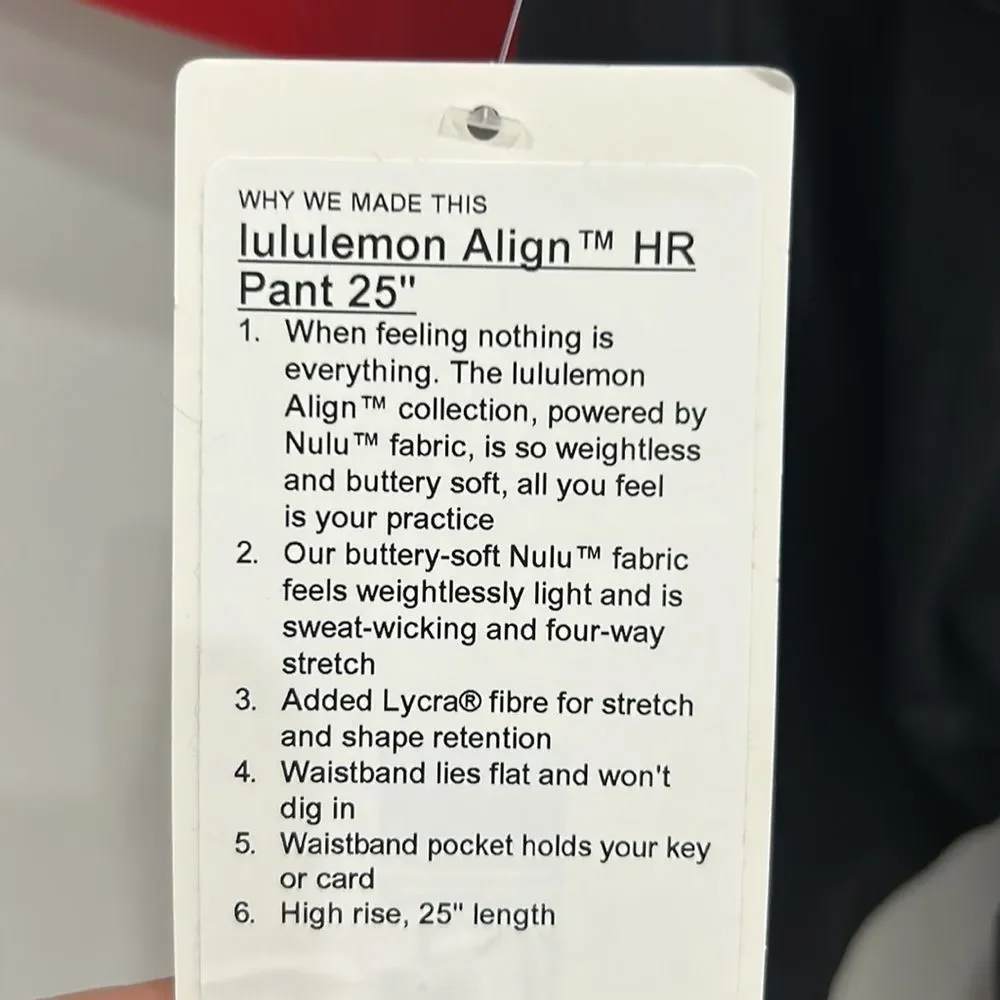 WHY WE MADE THIS
lululemon Align™ HR
Pant 25"
1. When feeling nothing is
everything. The lululemon
Align™ collection, powered by
Nulu™ fabric, is so weightless
and buttery soft, all you feel
is your practice
2. Our buttery-soft Nulu™ fabric
feels weightlessly light and is
sweat-wicking and four-way
stretch
3. Added Lycra® fibre for stretch
and shape retention
4. Waistband lies flat and won't
dig in
5. Waistband pocket holds your key
or card
6. High rise, 25" length